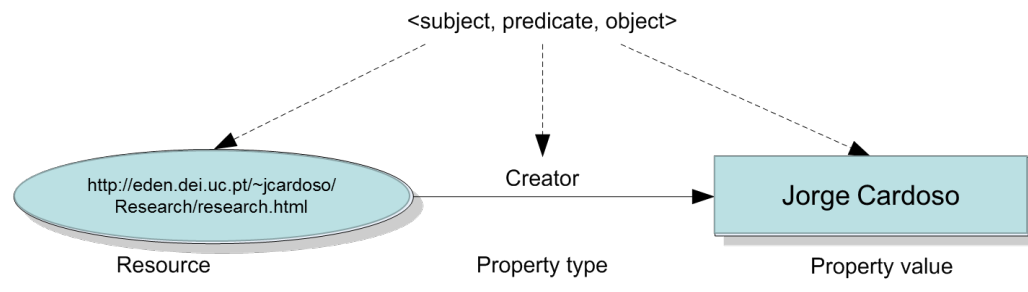 <subject, predicate, object>
http://eden.dei.uc.pt/~jcardoso/
Research/research.html
Creator
Jorge Cardoso
Resource
Property type
Property value